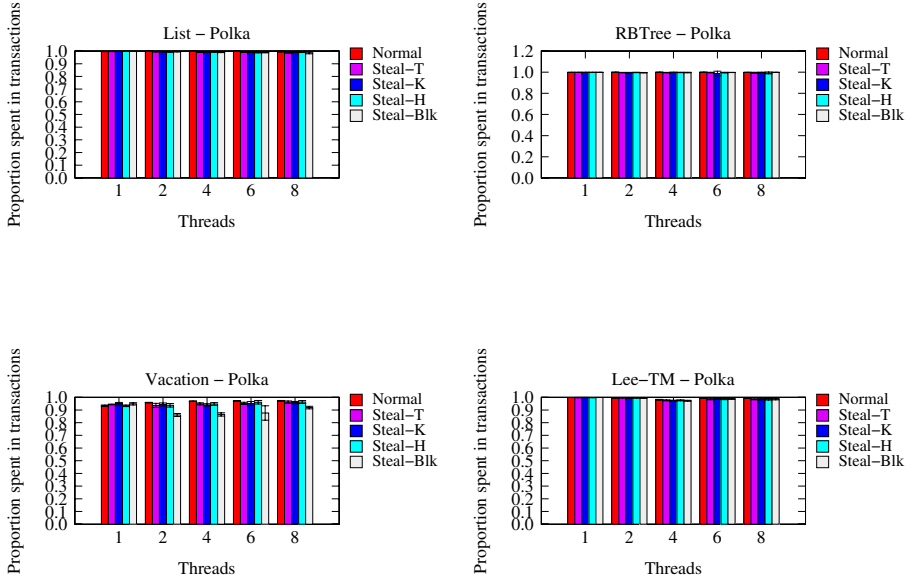 List – Polka
Proportion spent in transactions
1.0
0.9
0.8
0.7
0.6
0.5
0.4
0.3
0.2
0.1
0.0
1 2 4 6 8
Threads
Normal
Steal–T
Steal–K
Steal–H
Steal–Blk
RBTree – Polka
Proportion spent in transactions
1.2
1.0
0.8
0.6
0.4
0.2
0.0
1 2 4 6 8
Threads
Normal
Steal–T
Steal–K
Steal–H
Steal–Blk
Vacation – Polka
Proportion spent in transactions
1.0
0.9
0.8
0.7
0.6
0.5
0.4
0.3
0.2
0.1
0.0
1 2 4 6 8
Threads
Normal
Steal–T
Steal–K
Steal–H
Steal–Blk
Lee–TM – Polka
Proportion spent in transactions
1.0
0.9
0.8
0.7
0.6
0.5
0.4
0.3
0.2
0.1
0.0
1 2 4 6 8
Threads
Normal
Steal–T
Steal–K
Steal–H
Steal–Blk